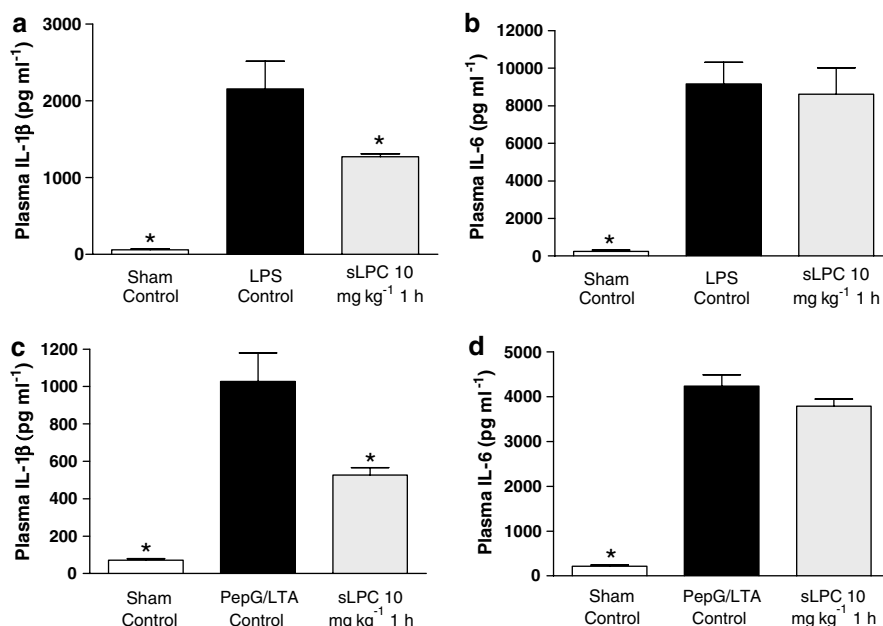 a
Plasma IL-1β (pg ml⁻¹)
3000
2000
1000
0
*
*
Sham
Control
LPS
Control
sLPC 10
mg kg⁻¹ 1 h
b
Plasma IL-6 (pg ml⁻¹)
12000
10000
8000
6000
4000
2000
0
*
Sham
Control
LPS
Control
sLPC 10
mg kg⁻¹ 1 h
c
Plasma IL-1β (pg ml⁻¹)
1200
1000
800
600
400
200
0
*
*
Sham
Control
PepG/LTA
Control
sLPC 10
mg kg⁻¹ 1 h
d
Plasma IL-6 (pg ml⁻¹)
5000
4000
3000
2000
1000
0
*
Sham
Control
PepG/LTA
Control
sLPC 10
mg kg⁻¹ 1 h